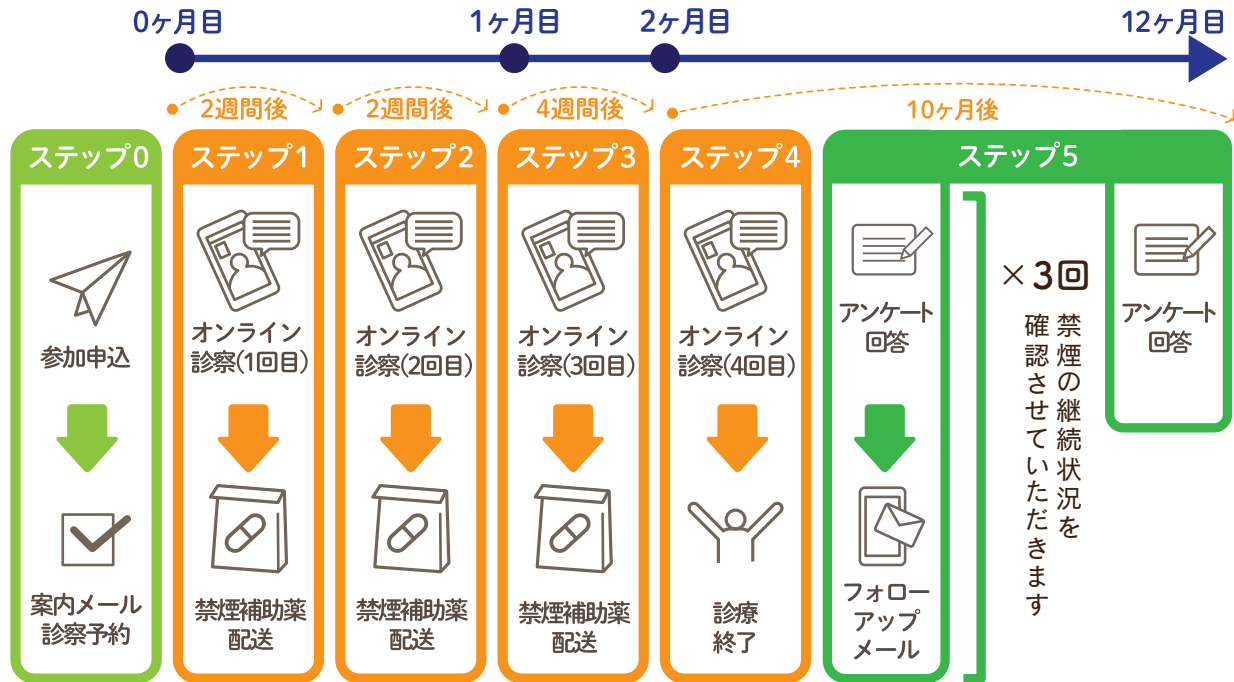 0ヶ月目
1ヶ月目
2ヶ月目
12ヶ月目
2週間後
2週間後
4週間後
10ヶ月後
ステップ0
参加申込
案内メール
診察予約
ステップ1
オンライン
診察(1回目)
禁煙補助薬
配送
ステップ2
オンライン
診察(2回目)
禁煙補助薬
配送
ステップ3
オンライン
診察(3回目)
禁煙補助薬
配送
ステップ4
オンライン
診察(4回目)
診療
終了
ステップ5
アンケート
回答
フォロー
アップ
メール
×3回
禁煙の継続状況を
確認させていただきます
アンケート
回答